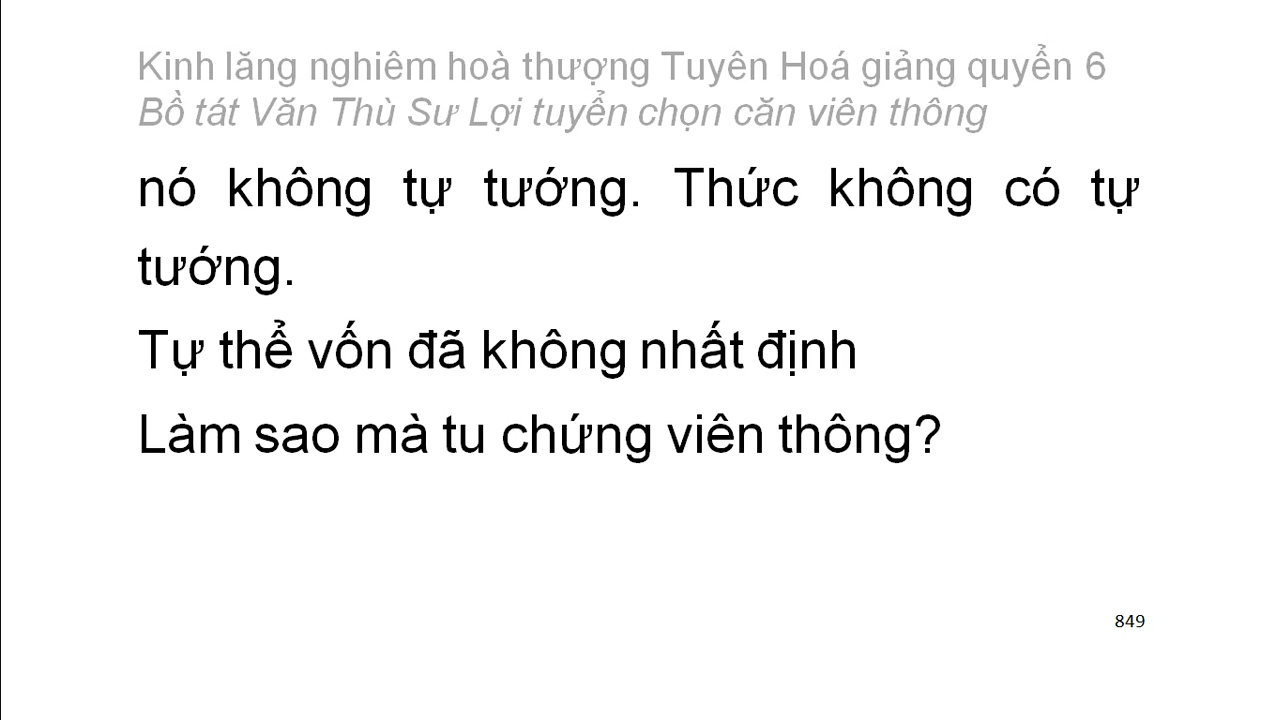 Kinh lăng nghiêm hoà thượng Tuyên Hoá giảng quyển 6
Bồ tát Văn Thù Sư Lợi tuyển chọn căn viên thông
nó không tự tướng. Thức không có tự
tướng.
Tự thể vốn đã không nhất định
Làm sao mà tu chứng viên thông?
849